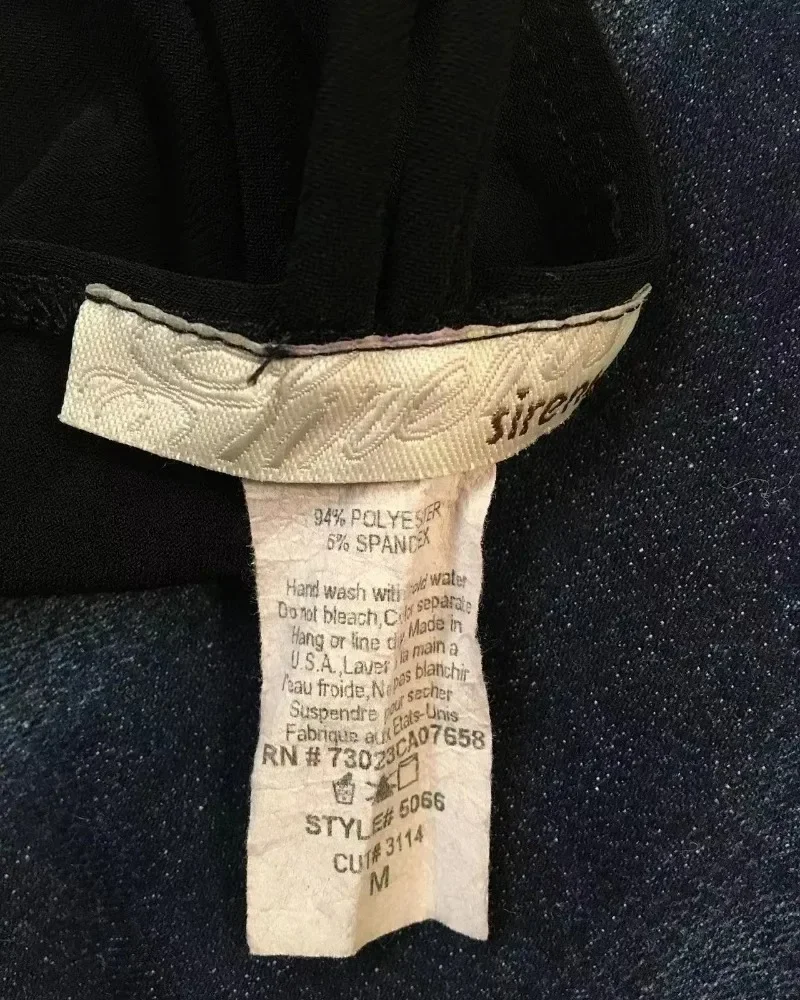 siren
94% POLYESTER
6% SPANDEX
Hand wash with cold water
Do not bleach,Color separate
Hang or line dry Made in
U.S.A.,Laver la main a
l'eau froide,Ne pas blanchir
Suspendre pour secher
Fabrique aux Etats-Unis
RN # 73023CA07658
STYLE# 5066
CUT# 3114
M